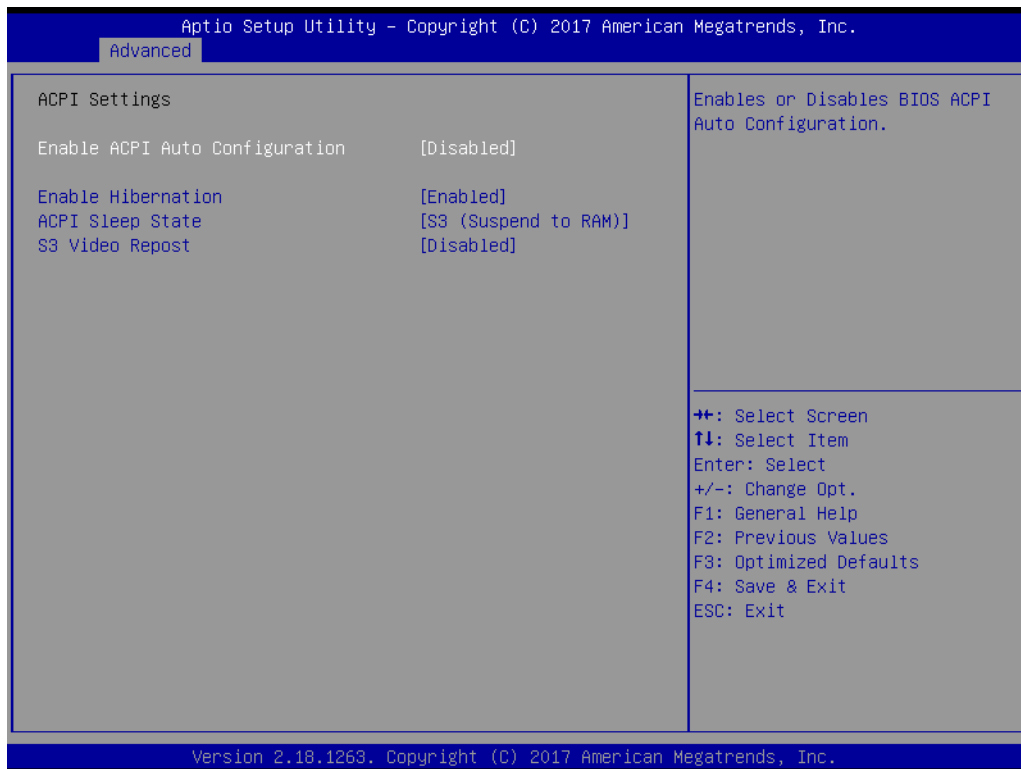 Aptio Setup Utility – Copyright (C) 2017 American Megatrends, Inc.
Advanced
ACPI Settings
Enable ACPI Auto Configuration [Disabled]
Enable Hibernation [Enabled]
ACPI Sleep State [S3 (Suspend to RAM)]
S3 Video Repost [Disabled]
Enables or Disables BIOS ACPI
Auto Configuration.
→←: Select Screen
↑↓: Select Item
Enter: Select
+/-: Change Opt.
F1: General Help
F2: Previous Values
F3: Optimized Defaults
F4: Save & Exit
ESC: Exit
Version 2.18.1263. Copyright (C) 2017 American Megatrends, Inc.